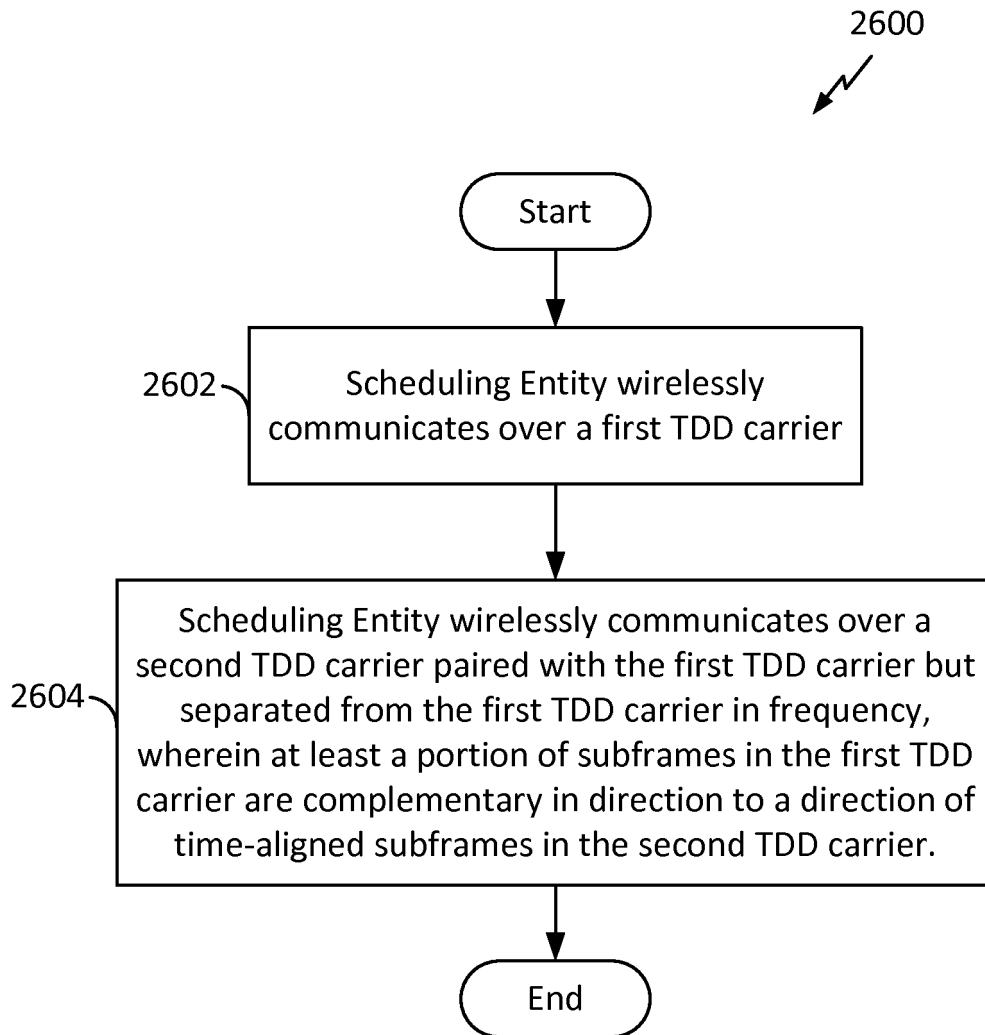 2600
Start
2602
Scheduling Entity wirelessly
communicates over a first TDD carrier
2604
Scheduling Entity wirelessly communicates over a
second TDD carrier paired with the first TDD carrier but
separated from the first TDD carrier in frequency,
wherein at least a portion of subframes in the first TDD
carrier are complementary in direction to a direction of
time-aligned subframes in the second TDD carrier.
End